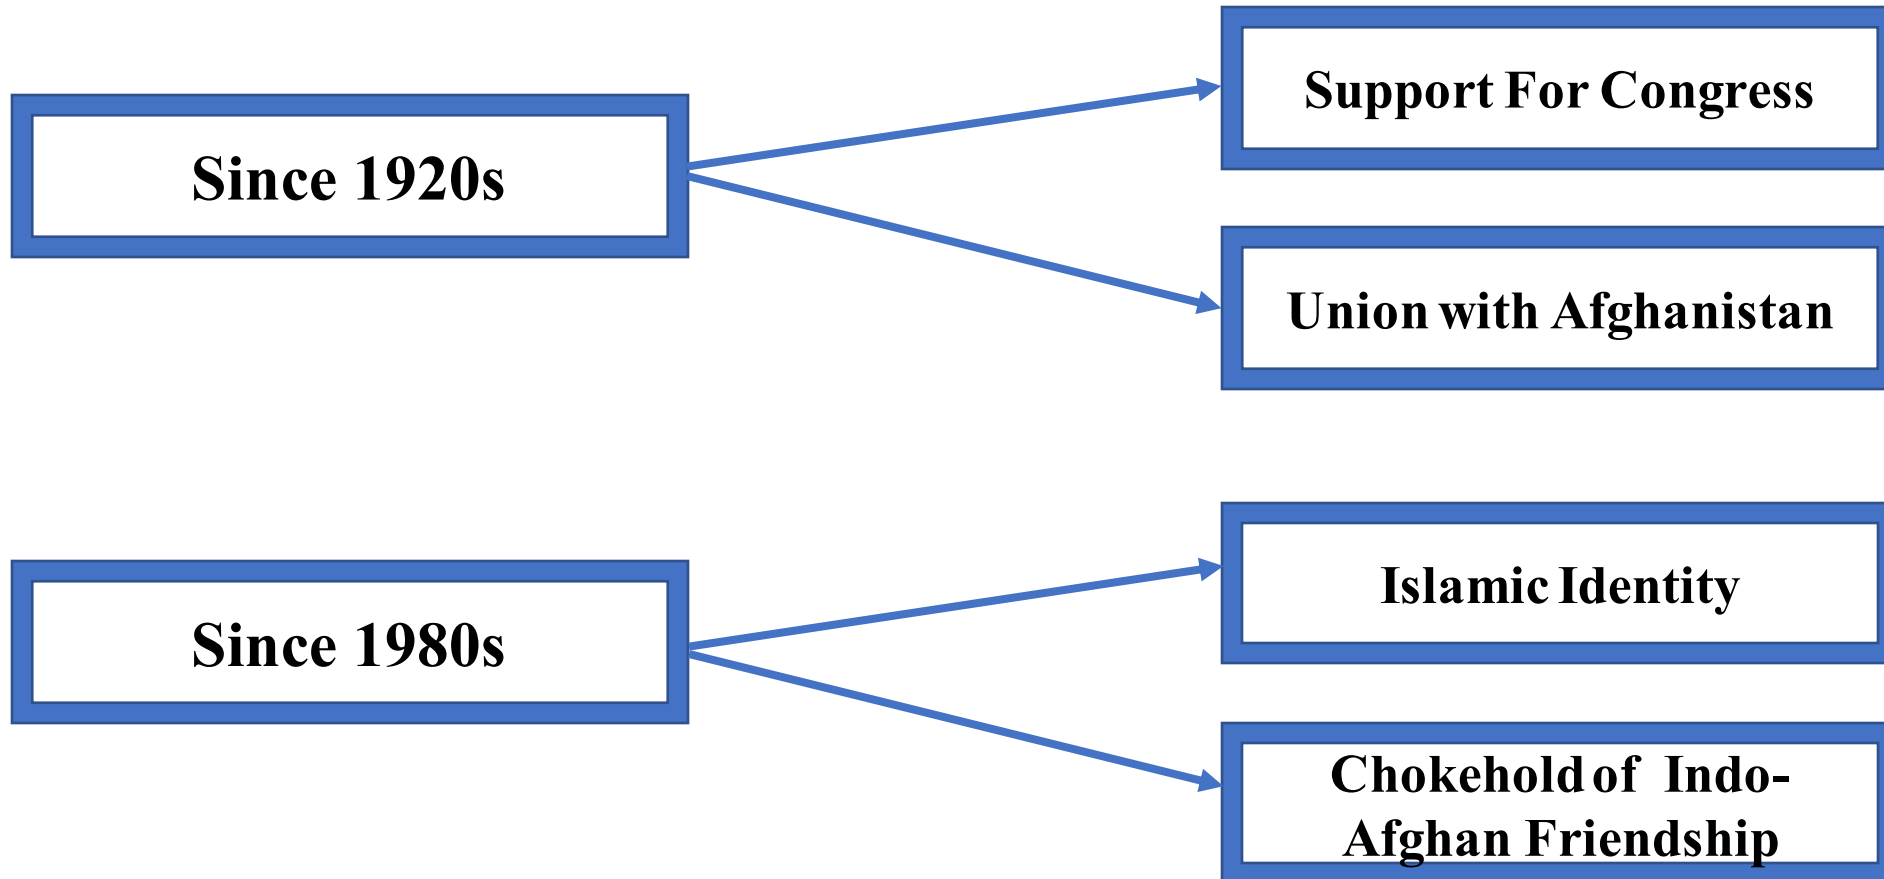 Since 1920s
Support For Congress
Union with Afghanistan
Since 1980s
Islamic Identity
Chokehold of Indo-
Afghan Friendship